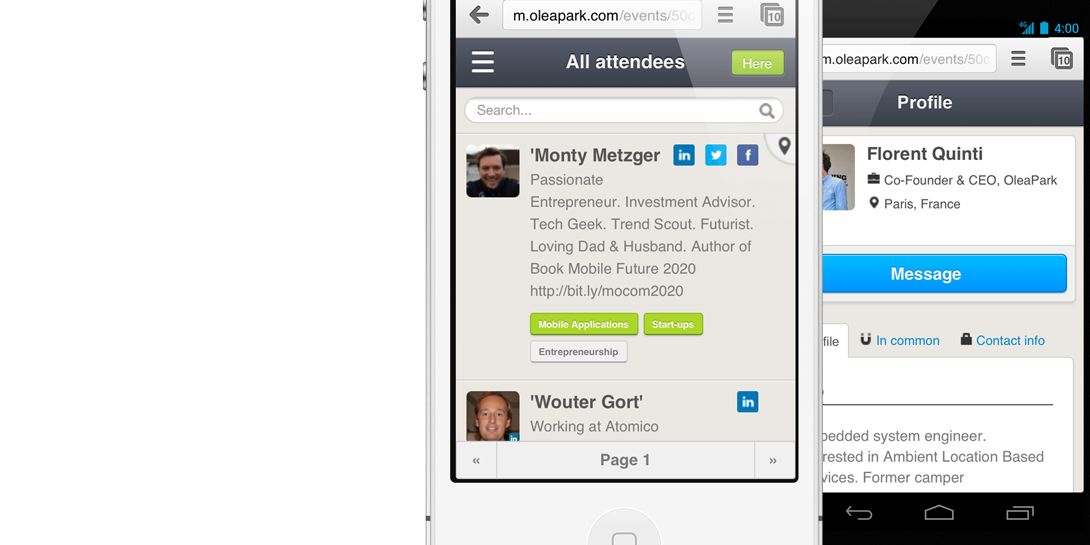 m.oleapark.com/events/50c
10
All attendees
Here
Search...
'Monty Metzger
in
f
Passionate
Entrepreneur. Investment Advisor.
Tech Geek. Trend Scout. Futurist.
Loving Dad & Husband. Author of
Book Mobile Future 2020
http://bit.ly/mocom2020
Mobile Applications
Start-ups
Entrepreneurship
'Wouter Gort'
in
in
Working at Atomico
«
Page 1
»
4G
4:00
m.oleapark.com/events/50c
10
Profile
Florent Quinti
Co-Founder & CEO, OleaPark
Paris, France
Message
file
In common
Contact info
bedded system engineer.
rested in Ambient Location Based
vices. Former camper